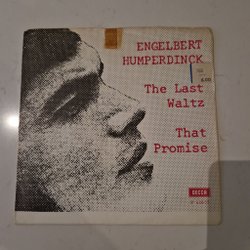 ENGELBERT
HUMPERDINCK
The Last
Waltz
That
Promise
DECCA